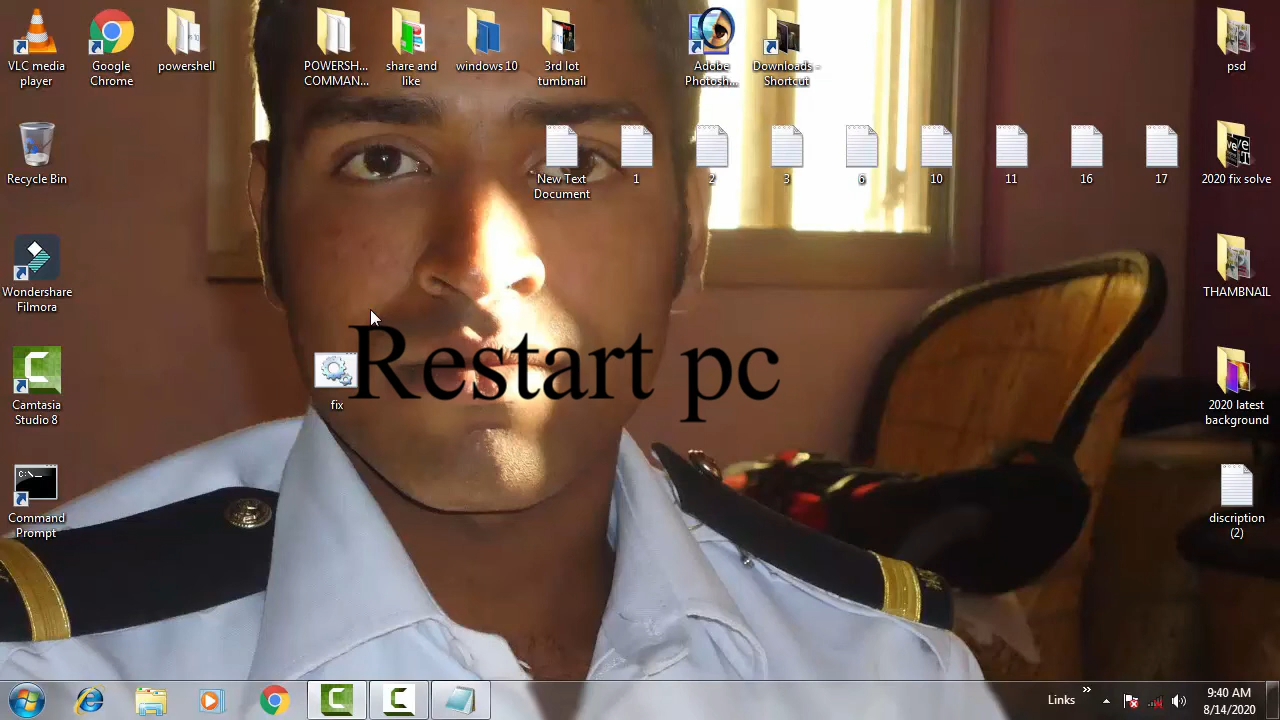 VLC media
player
Google
Chrome
powershell
POWERSH...
COMMAN...
share and
like
windows 10
3rd lot
tumbnail
Adobe
Photosh...
Downloads -
Shortcut
psd
Recycle Bin
New Text
Document
1
2
3
6
10
11
16
17
2020 fix solve
Wondershare
Filmora
THAMBNAIL
Restart pc
Camtasia
Studio 8
fix
2020 latest
background
Command
Prompt
discription
(2)
Links
9:40 AM
8/14/2020